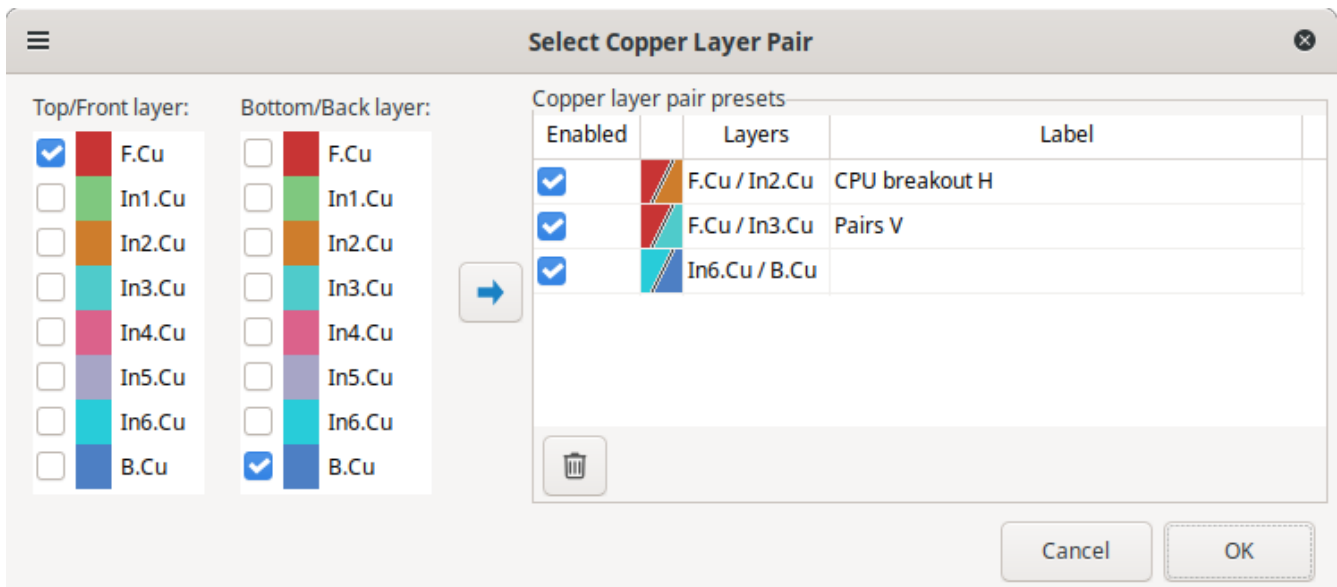 Select Copper Layer Pair
Top/Front layer:
F.Cu
In1.Cu
In2.Cu
In3.Cu
In4.Cu
In5.Cu
In6.Cu
B.Cu
Bottom/Back layer:
F.Cu
In1.Cu
In2.Cu
In3.Cu
In4.Cu
In5.Cu
In6.Cu
B.Cu
Copper layer pair presets
Enabled Layers Label
F.Cu / In2.Cu CPU breakout H
F.Cu / In3.Cu Pairs V
In6.Cu / B.Cu
Cancel OK